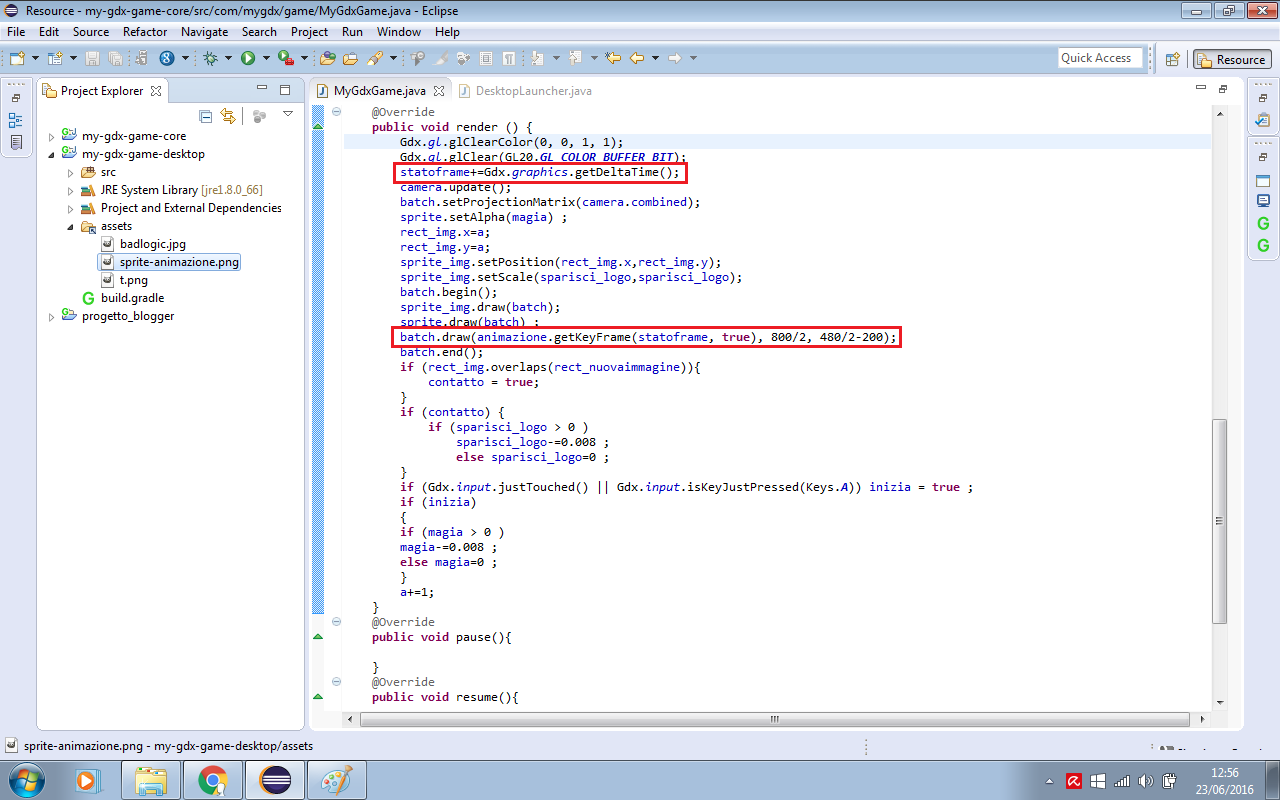 Resource - my-gdx-game-core/src/com/mygdx/game/MyGdxGame.java - Eclipse
File Edit Source Refactor Navigate Search Project Run Window Help
Quick Access
Resource
Project Explorer
my-gdx-game-core
my-gdx-game-desktop
src
JRE System Library [jre1.8.0_66]
Project and External Dependencies
assets
badlogic.jpg
sprite-animazione.png
t.png
build.gradle
progetto_blogger
MyGdxGame.java DesktopLauncher.java
@Override
public void render () {
Gdx.gl.glClearColor(0, 0, 1, 1);
Gdx.gl.glClear(GL20.GL_COLOR_BUFFER_BIT);
statoframe+=Gdx.graphics.getDeltaTime();
camera.update();
batch.setProjectionMatrix(camera.combined);
sprite.setAlpha(magia) ;
rect_img.x=a;
rect_img.y=a;
sprite_img.setPosition(rect_img.x,rect_img.y);
sprite_img.setScale(sparisci_logo,sparisci_logo);
batch.begin();
sprite_img.draw(batch);
sprite.draw(batch) ;
batch.draw(animazione.getKeyFrame(statoframe, true), 800/2, 480/2-200);
batch.end();
if (rect_img.overlaps(rect_nuovaimmagine)){
contatto = true;
}
if (contatto) {
if (sparisci_logo > 0 )
sparisci_logo-=0.008 ;
else sparisci_logo=0 ;
}
if (Gdx.input.justTouched() || Gdx.input.isKeyJustPressed(Keys.A)) inizia = true ;
if (inizia)
{
if (magia > 0 )
magia-=0.008 ;
else magia=0 ;
}
a+=1;
}
@Override
public void pause(){
}
@Override
public void resume(){
sprite-animazione.png - my-gdx-game-desktop/assets
12:56
23/06/2016